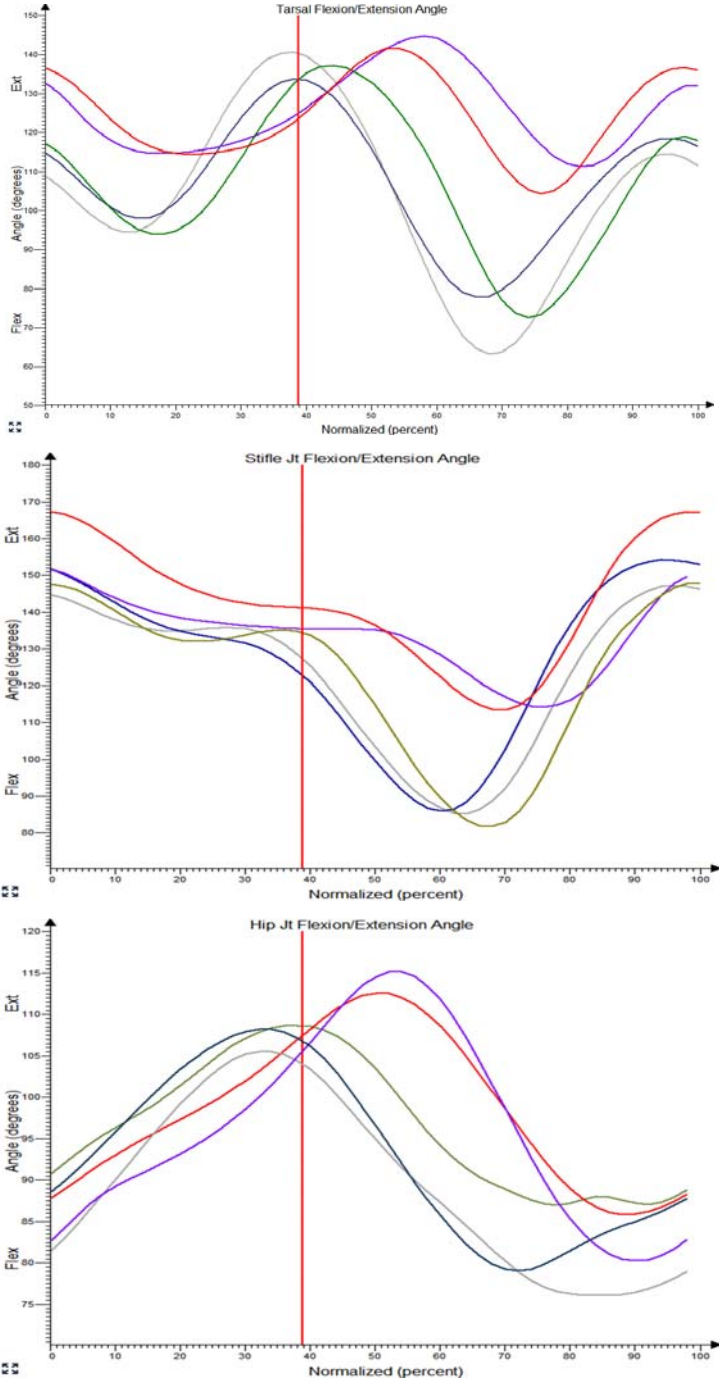 Tarsal Flexion/Extension Angle
150
140
130
120
110
100
90
80
70
60
50
Ext
Angle (degrees)
Flex
0 10 20 30 40 50 60 70 80 90 100
Normalized (percent)
Stifle Jt Flexion/Extension Angle
180
170
160
150
140
130
120
110
100
90
80
Ext
Angle (degrees)
Flex
0 10 20 30 40 50 60 70 80 90 100
Normalized (percent)
Hip Jt Flexion/Extension Angle
120
115
110
105
100
95
90
85
80
75
Ext
Angle (degrees)
Flex
0 10 20 30 40 50 60 70 80 90 100
Normalized (percent)